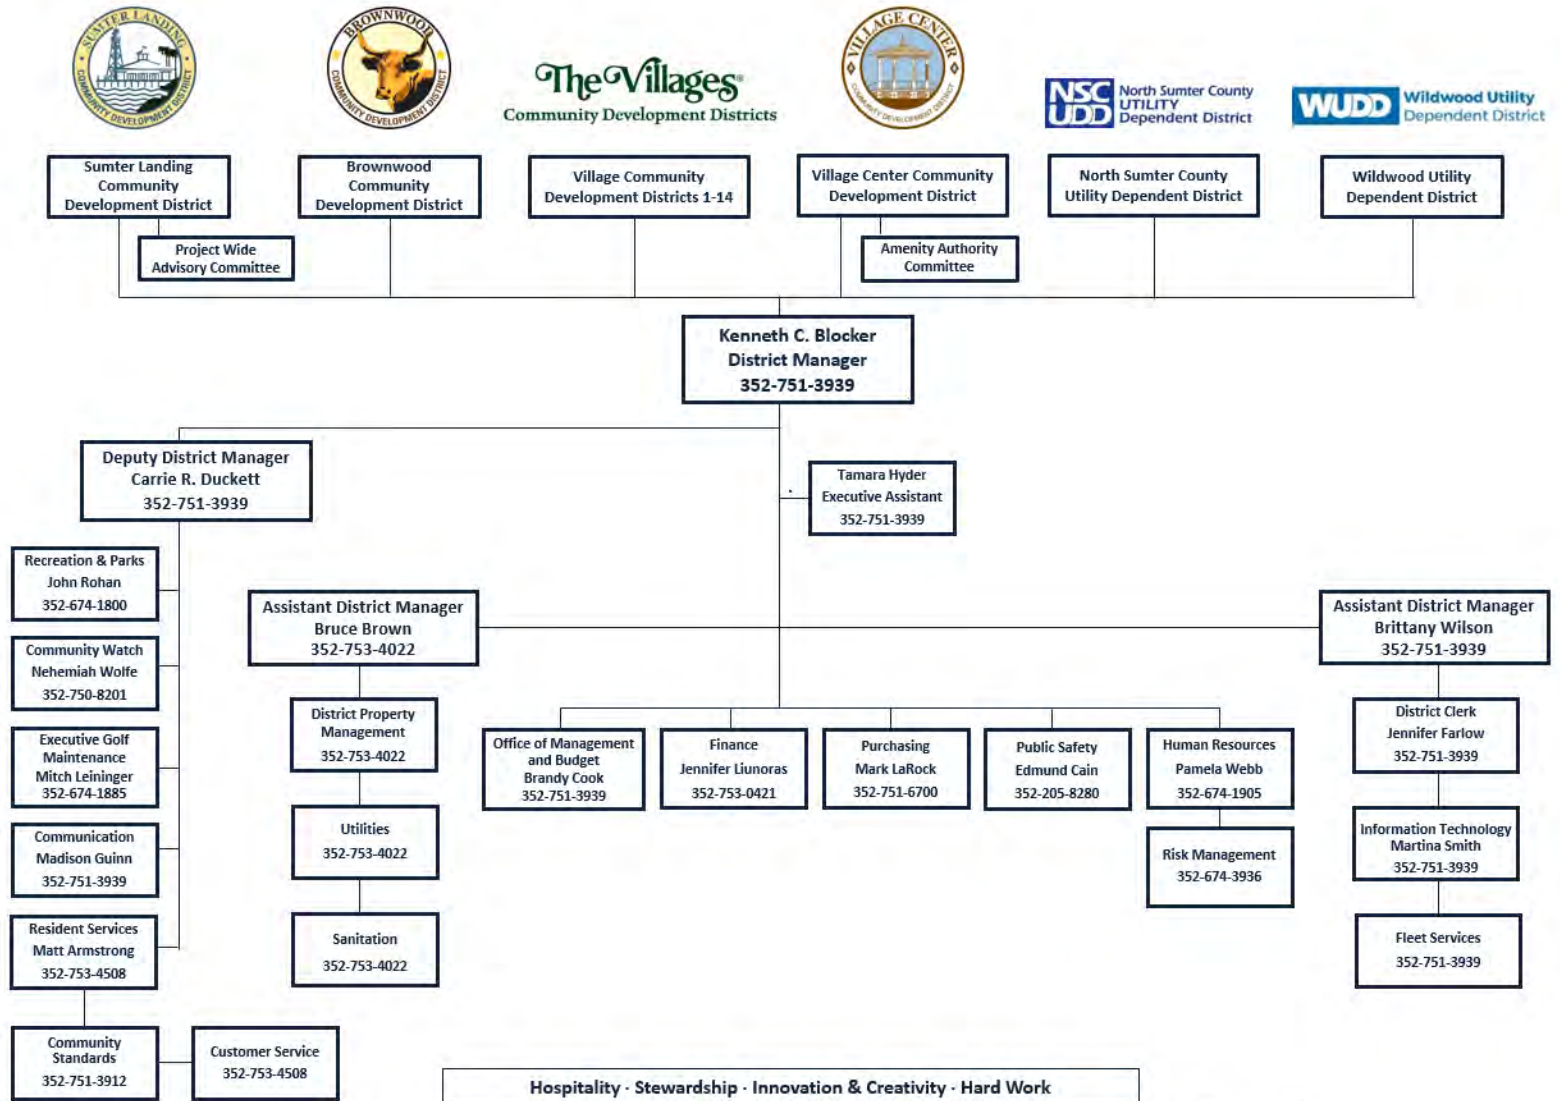 SUMTER LANDING
COMMUNITY DEVELOPMENT DISTRICT
BROWNWOOD
COMMUNITY DEVELOPMENT DISTRICT
The Villages®
Community Development Districts
VILLAGE CENTER
COMMUNITY DEVELOPMENT DISTRICT
NSC
UDD
North Sumter County
UTILITY
Dependent District
WUDD
Wildwood Utility
Dependent District
Sumter Landing
Community
Development District
Brownwood
Community
Development District
Village Community
Development Districts 1-14
Village Center Community
Development District
North Sumter County
Utility Dependent District
Wildwood Utility
Dependent District
Project Wide
Advisory Committee
Amenity Authority
Committee
Kenneth C. Blocker
District Manager
352-751-3939
Deputy District Manager
Carrie R. Duckett
352-751-3939
Tamara Hyder
Executive Assistant
352-751-3939
Recreation & Parks
John Rohan
352-674-1800
Community Watch
Nehemiah Wolfe
352-750-8201
Executive Golf
Maintenance
Mitch Leininger
352-674-1885
Communication
Madison Guinn
352-751-3939
Resident Services
Matt Armstrong
352-753-4508
Community
Standards
352-751-3912
Customer Service
352-753-4508
Assistant District Manager
Bruce Brown
352-753-4022
District Property
Management
352-753-4022
Utilities
352-753-4022
Sanitation
352-753-4022
Office of Management
and Budget
Brandy Cook
352-751-3939
Finance
Jennifer Liunoras
352-753-0421
Purchasing
Mark LaRock
352-751-6700
Public Safety
Edmund Cain
352-205-8280
Human Resources
Pamela Webb
352-674-1905
Risk Management
352-674-3936
Assistant District Manager
Brittany Wilson
352-751-3939
District Clerk
Jennifer Farlow
352-751-3939
Information Technology
Martina Smith
352-751-3939
Fleet Services
352-751-3939
Hospitality · Stewardship · Innovation & Creativity · Hard Work